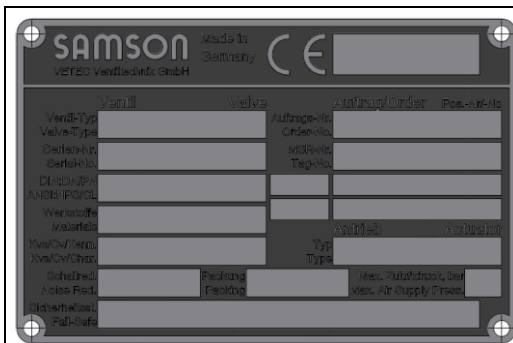 SAMSON
Made in
Germany
CE
VETEC Ventiltechnik GmbH
Ventil Valve
Auftrag/Order Pos.-Nr/-No
Ventil-Typ
Valve-Type
Auftrags-Nr.
Order-No.
Serien-Nr.
Serial-No.
MSR-Nr.
Tag-No.
DIN:DN/PN
ANSI:NPS/CL
Werkstoffe
Materials
Antrieb Actuator
Kvs/Cv/Kenn.
Kvs/Cv/Char.
Typ
Type
Schallred.
Noise Red.
Packung
Packing
Max. Zuluftdruck, bar
Max. Air Supply Press.
Sicherheitsst.
Fail-Safe